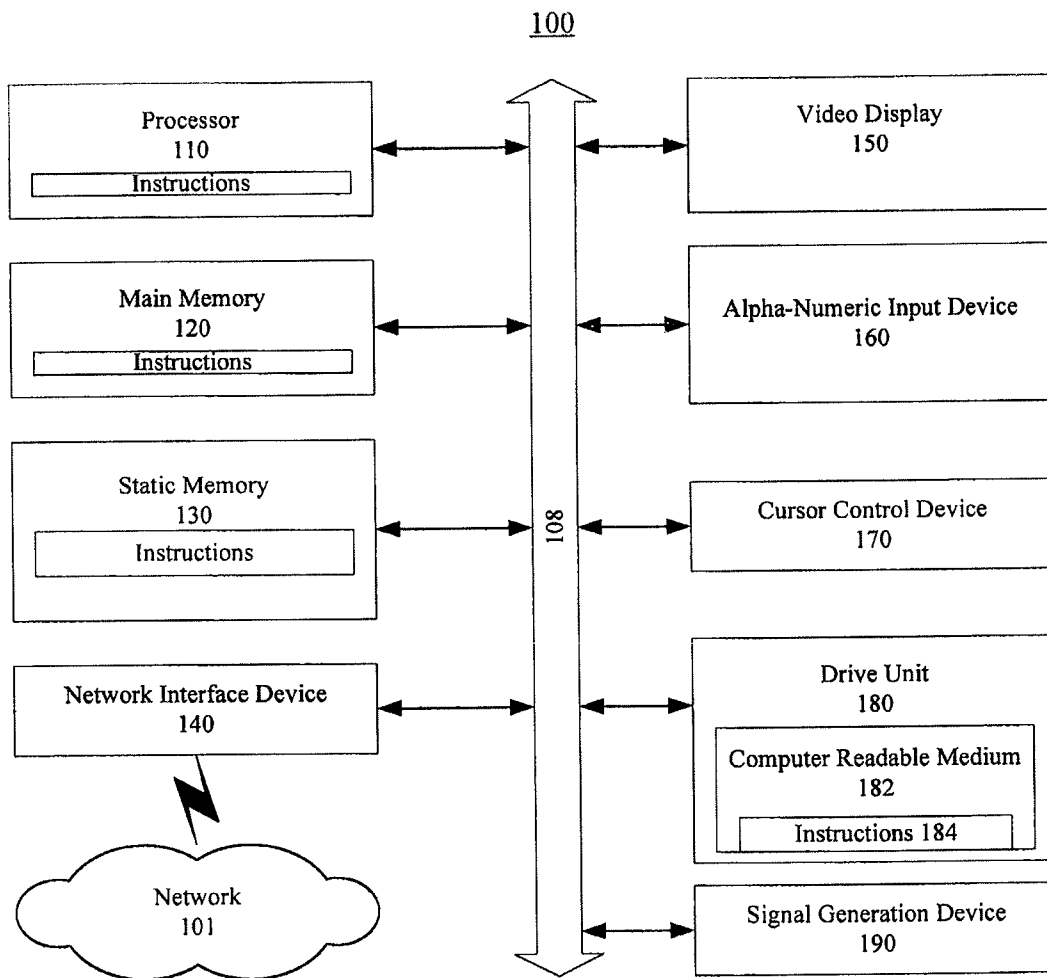 100
Processor
110
Instructions
Main Memory
120
Instructions
Static Memory
130
Instructions
Network Interface Device
140
Network
101
108
Video Display
150
Alpha-Numeric Input Device
160
Cursor Control Device
170
Drive Unit
180
Computer Readable Medium
182
Instructions 184
Signal Generation Device
190